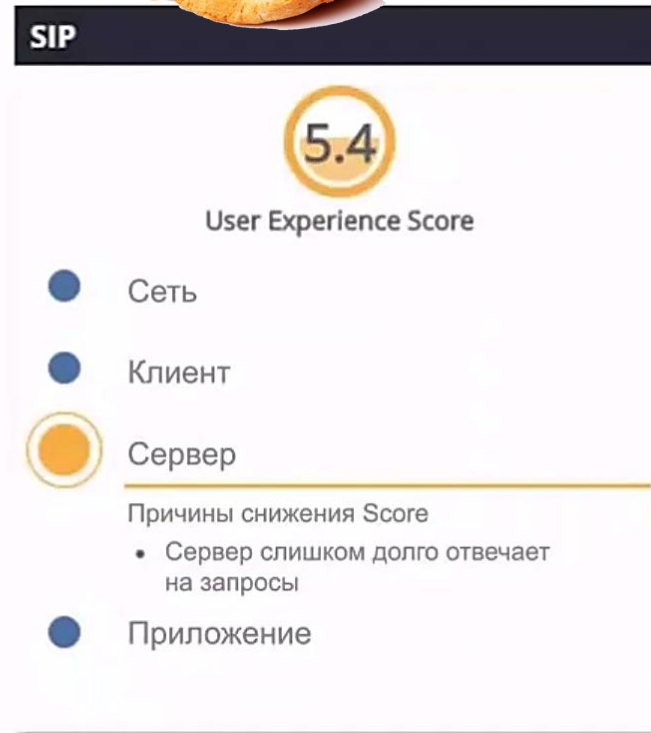 SIP
5.4
User Experience Score
Сеть
Клиент
Сервер
Причины снижения Score
• Сервер слишком долго отвечает
на запросы
Приложение